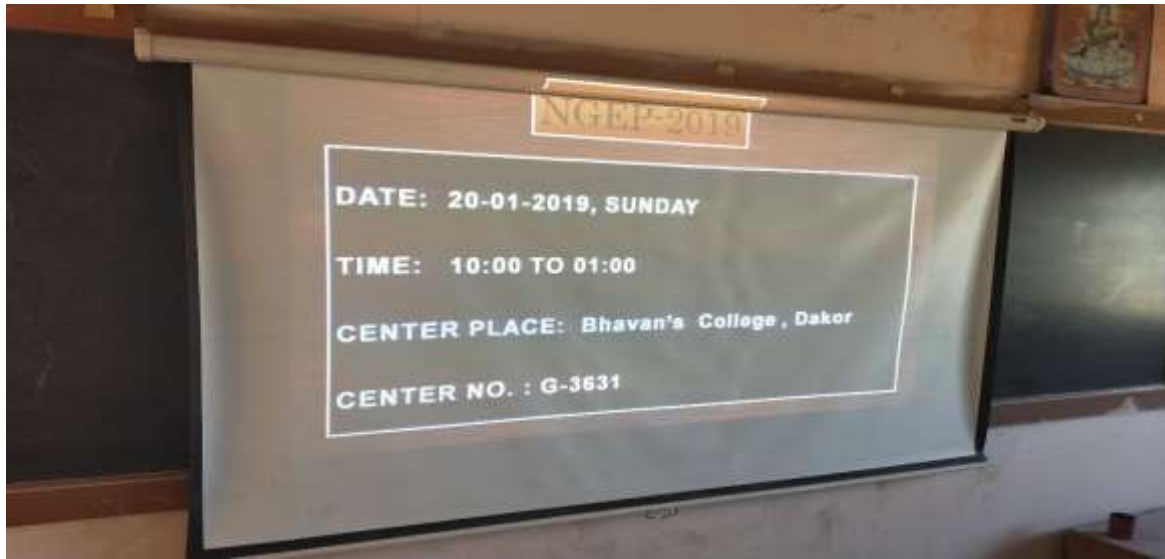 NGEP-2019
DATE: 20-01-2019, SUNDAY
TIME: 10:00 TO 01:00
CENTER PLACE: Bhavan's College, Dakor
CENTER NO. : G-3631